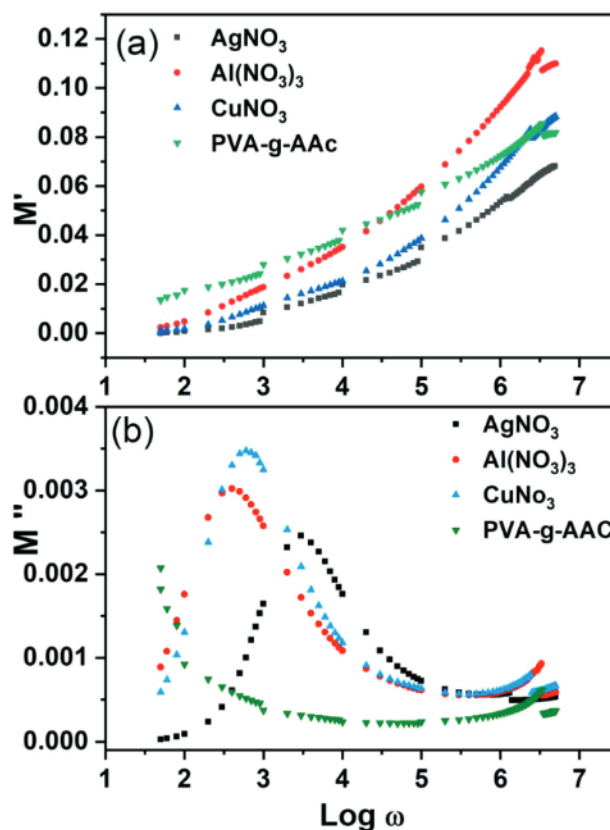 (a)
AgNO₃
Al(NO₃)₃
CuNO₃
PVA-g-AAc
M'
0.12
0.10
0.08
0.06
0.04
0.02
0.00
1 2 3 4 5 6 7
(b)
AgNO₃
Al(NO₃)₃
CuNo₃
PVA-g-AAC
M''
0.004
0.003
0.002
0.001
0.000
1 2 3 4 5 6 7
Log ω